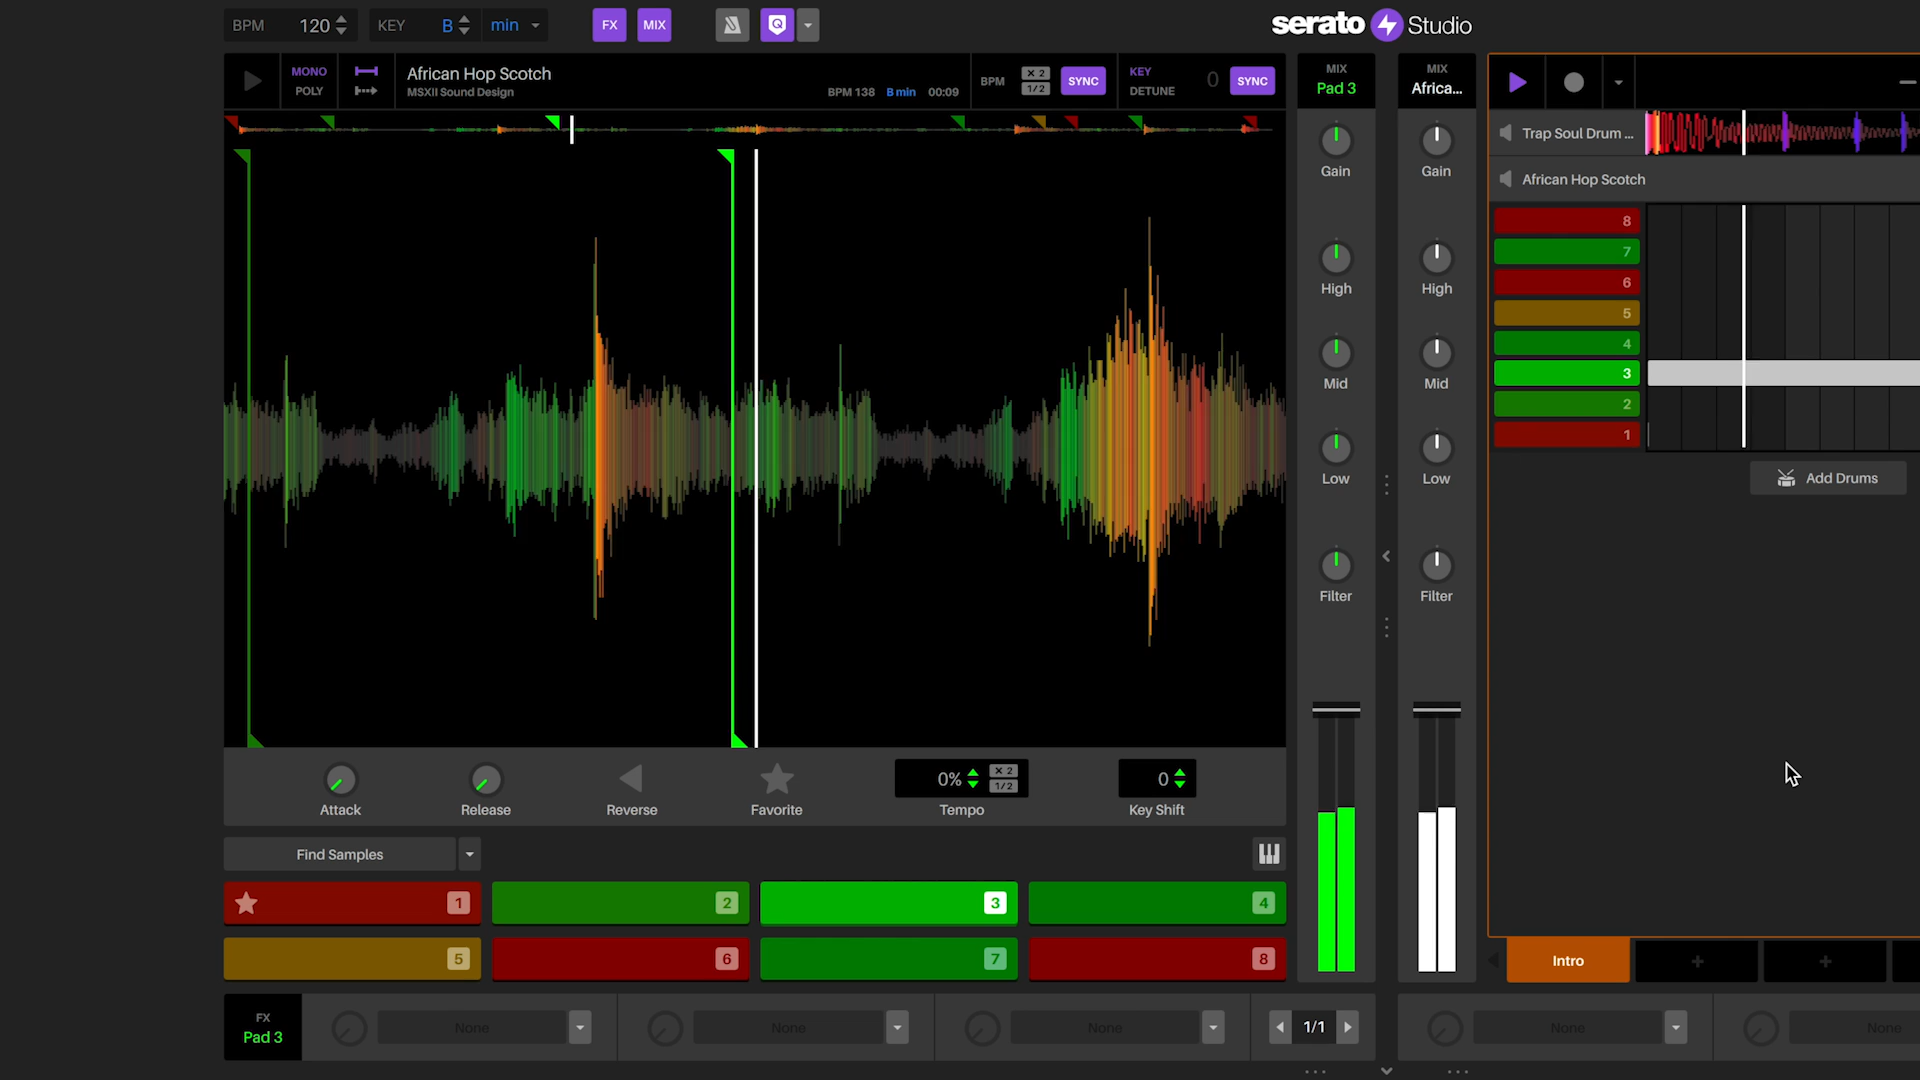 BPM 120 KEY B min FX MIX serato Studio
MONO
POLY
African Hop Scotch
MSXII Sound Design
BPM 138 B min 00:09
BPM X 2 1/2 SYNC
KEY
DETUNE
0 SYNC
MIX
Pad 3
MIX
Africa...
Trap Soul Drum ...
African Hop Scotch
Gain Gain
High High
Mid Mid
Low Low
Filter Filter
8
7
6
5
4
3
2
1
Add Drums
0% X 2 1/2
0
Attack Release Reverse Favorite Tempo Key Shift
Find Samples
1 2 3 4
5 6 7 8
Intro + +
FX
Pad 3
None None None 1/1 None None